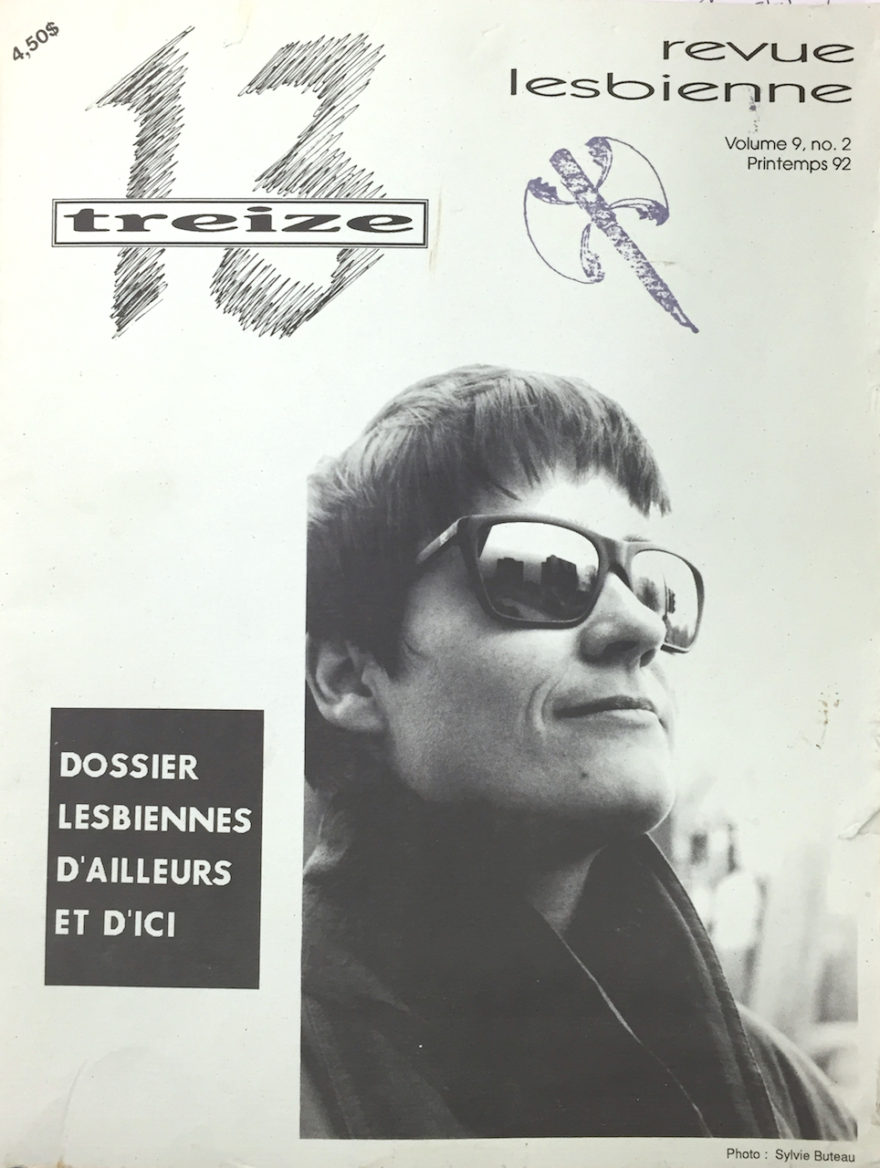 4,50$
13
treize
revue
lesbienne
Volume 9, no. 2
Printemps 92
DOSSIER
LESBIENNES
D'AILLEURS
ET D'ICI
Photo : Sylvie Buteau